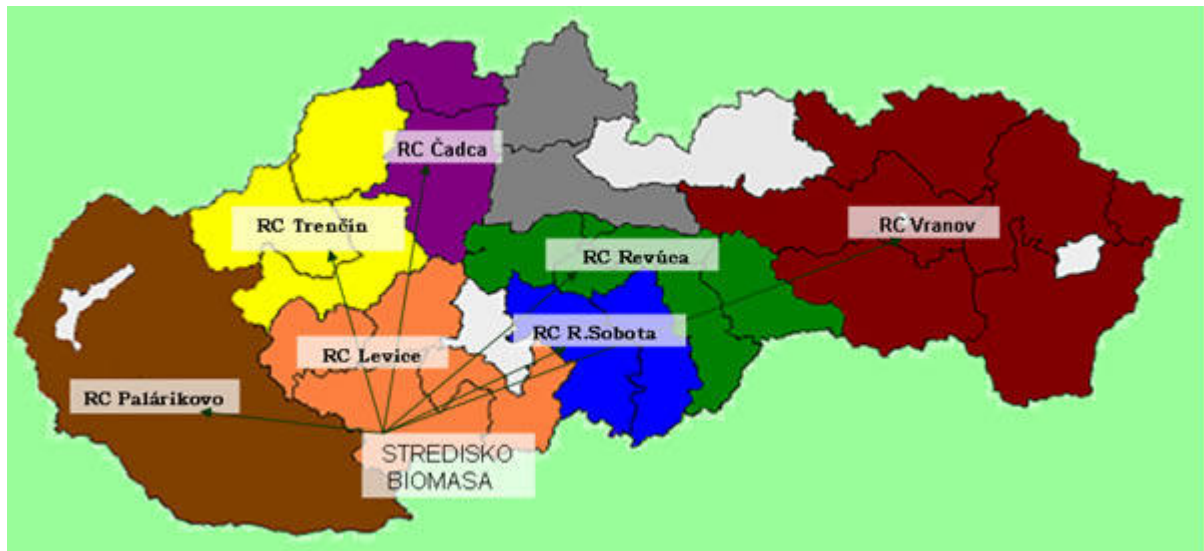 RC Čadca
RC Trenčín
RC Vranov
RC Revúca
RC R.Sobota
RC Levice
RC Palárikovo
STREDISKO
BIOMASA